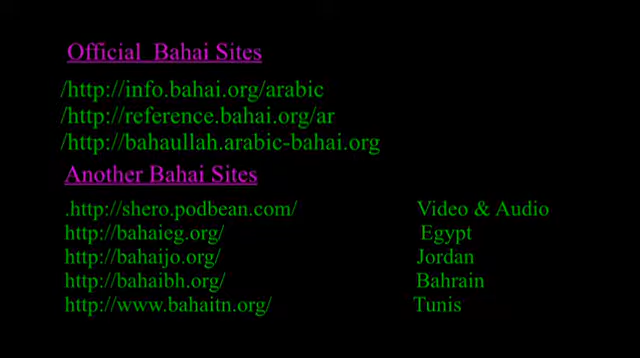 Official Bahai Sites
/http://info.bahai.org/arabic
/http://reference.bahai.org/ar
/http://bahaullah.arabic-bahai.org
Another Bahai Sites
.http://shero.podbean.com/ Video & Audio
http://bahaieg.org/ Egypt
http://bahaijo.org/ Jordan
http://bahaibh.org/ Bahrain
http://www.bahaitn.org/ Tunis